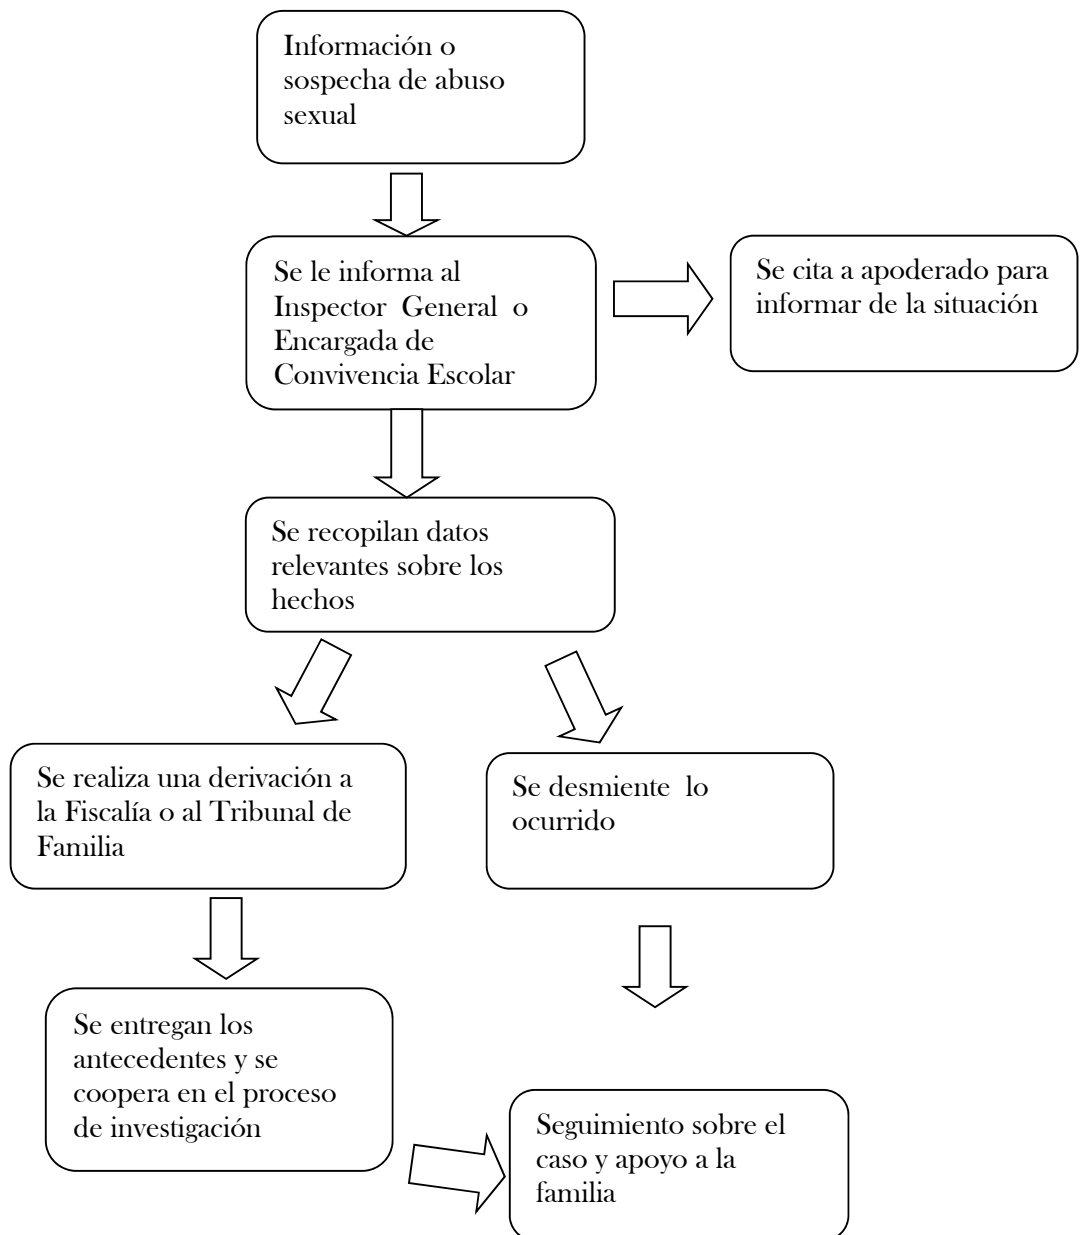 Información o
sospecha de abuso
sexual
Se le informa al
Inspector  General  o
Encargada de
Convivencia Escolar
Se cita a apoderado para
informar de la situación
Se recopilan datos
relevantes sobre los
hechos
Se realiza una derivación a
la Fiscalía o al Tribunal de
Familia
Se desmiente  lo
ocurrido
Se entregan los
antecedentes y se
coopera en el proceso
de investigación
Seguimiento sobre el
caso y apoyo a la
familia